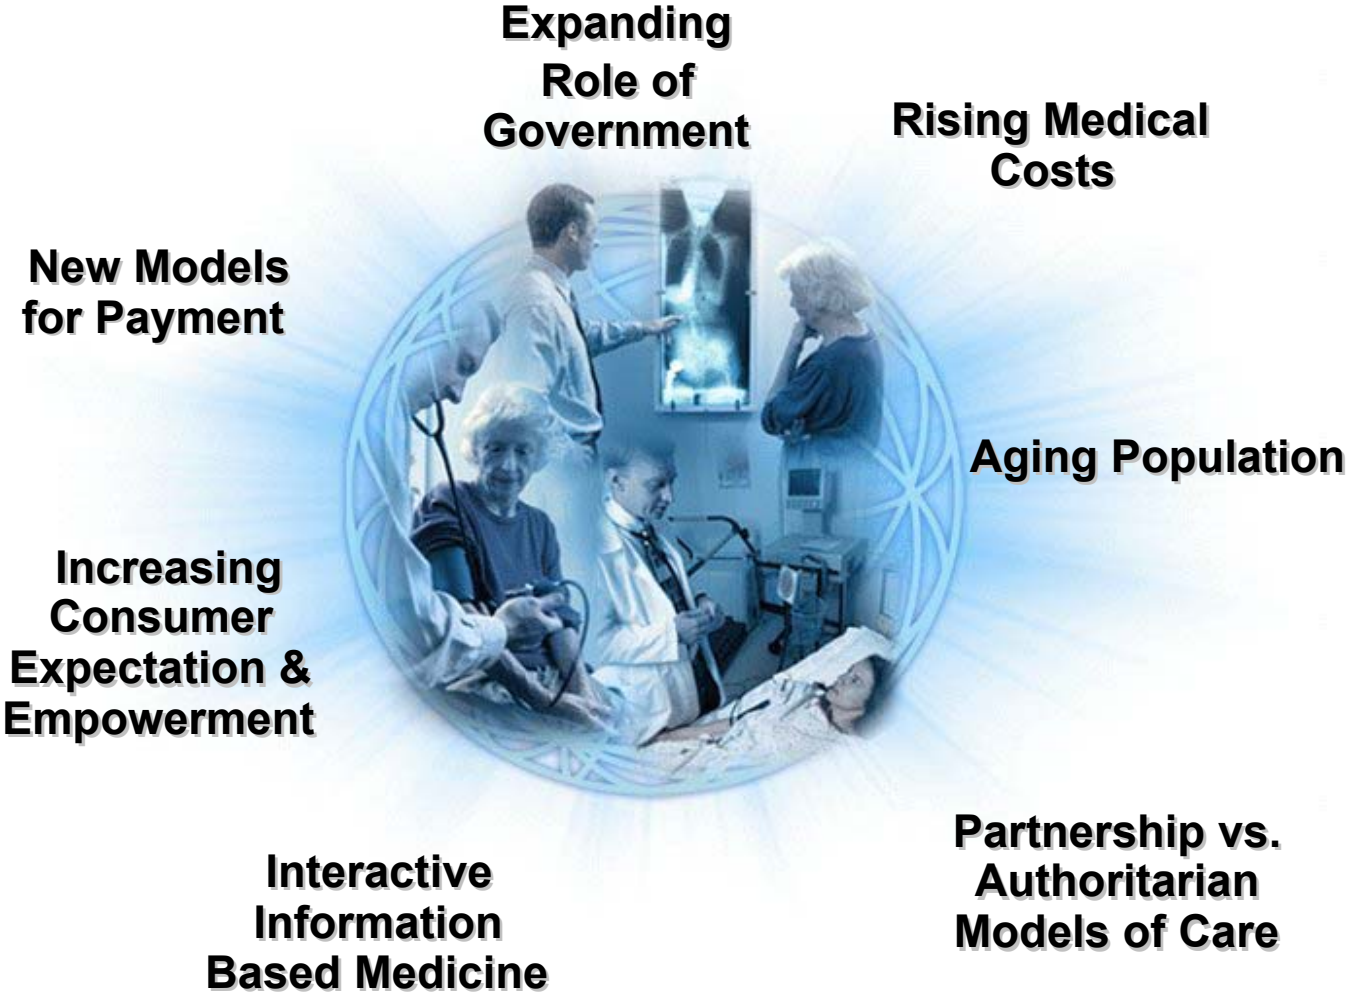 Expanding
Role of
Government
Rising Medical
Costs
New Models
for Payment
Aging Population
Increasing
Consumer
Expectation &
Empowerment
Partnership vs.
Authoritarian
Models of Care
Interactive
Information
Based Medicine